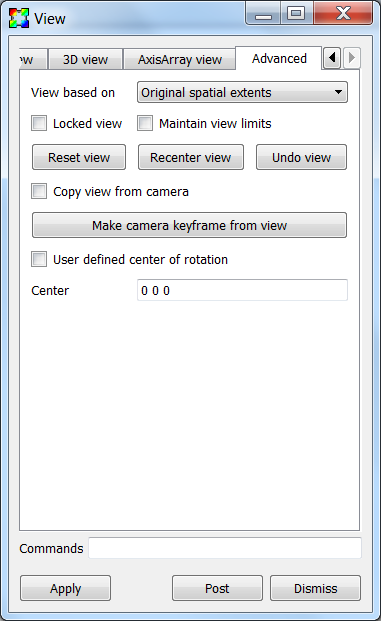 View
ew 3D view AxisArray view Advanced
View based on Original spatial extents
Locked view Maintain view limits
Reset view Recenter view Undo view
Copy view from camera
Make camera keyframe from view
User defined center of rotation
Center 0 0 0
Commands
Apply Post Dismiss